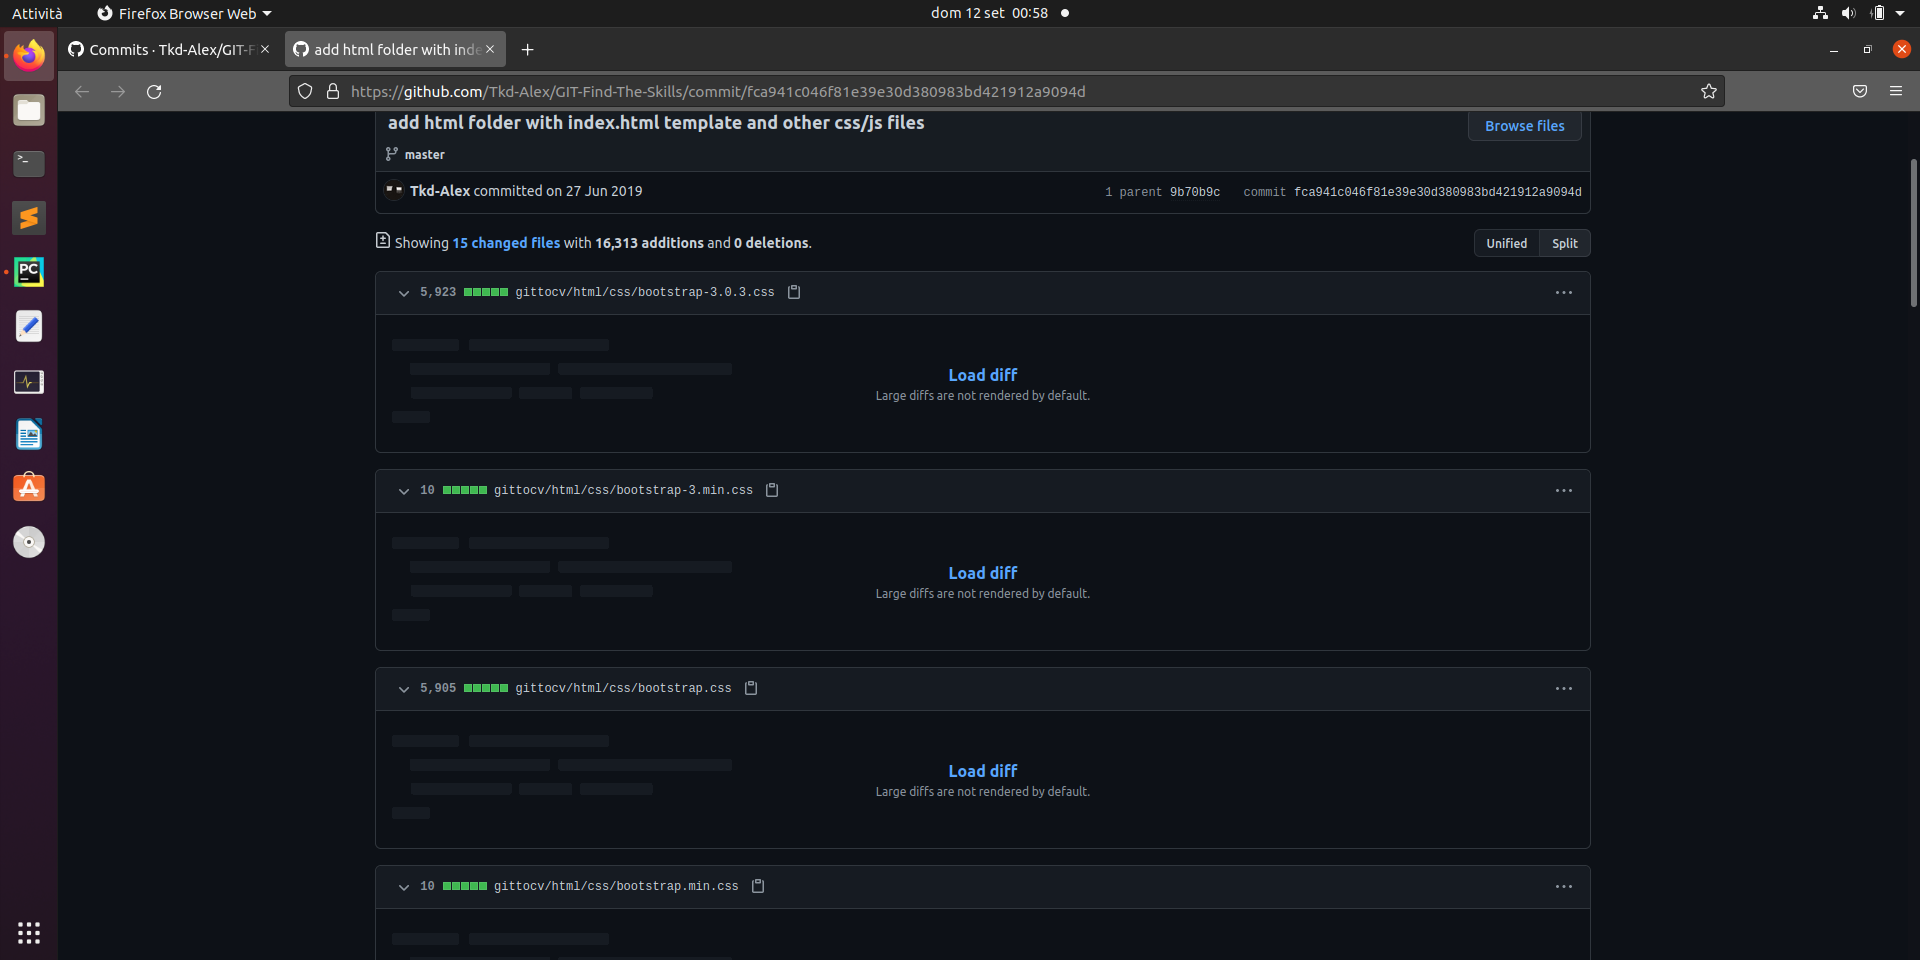 Attività
Firefox Browser Web
dom 12 set 00:58
Commits · Tkd-Alex/GIT-F
add html folder with inde
https://github.com/Tkd-Alex/GIT-Find-The-Skills/commit/fca941c046f81e39e30d380983bd421912a9094d
add html folder with index.html template and other css/js files
Browse files
master
Tkd-Alex committed on 27 Jun 2019
1 parent 9b70b9c commit fca941c046f81e39e30d380983bd421912a9094d
Showing 15 changed files with 16,313 additions and 0 deletions.
Unified Split
5,923 gittocv/html/css/bootstrap-3.0.3.css
Load diff
Large diffs are not rendered by default.
10 gittocv/html/css/bootstrap-3.min.css
Load diff
Large diffs are not rendered by default.
5,905 gittocv/html/css/bootstrap.css
Load diff
Large diffs are not rendered by default.
10 gittocv/html/css/bootstrap.min.css
PC